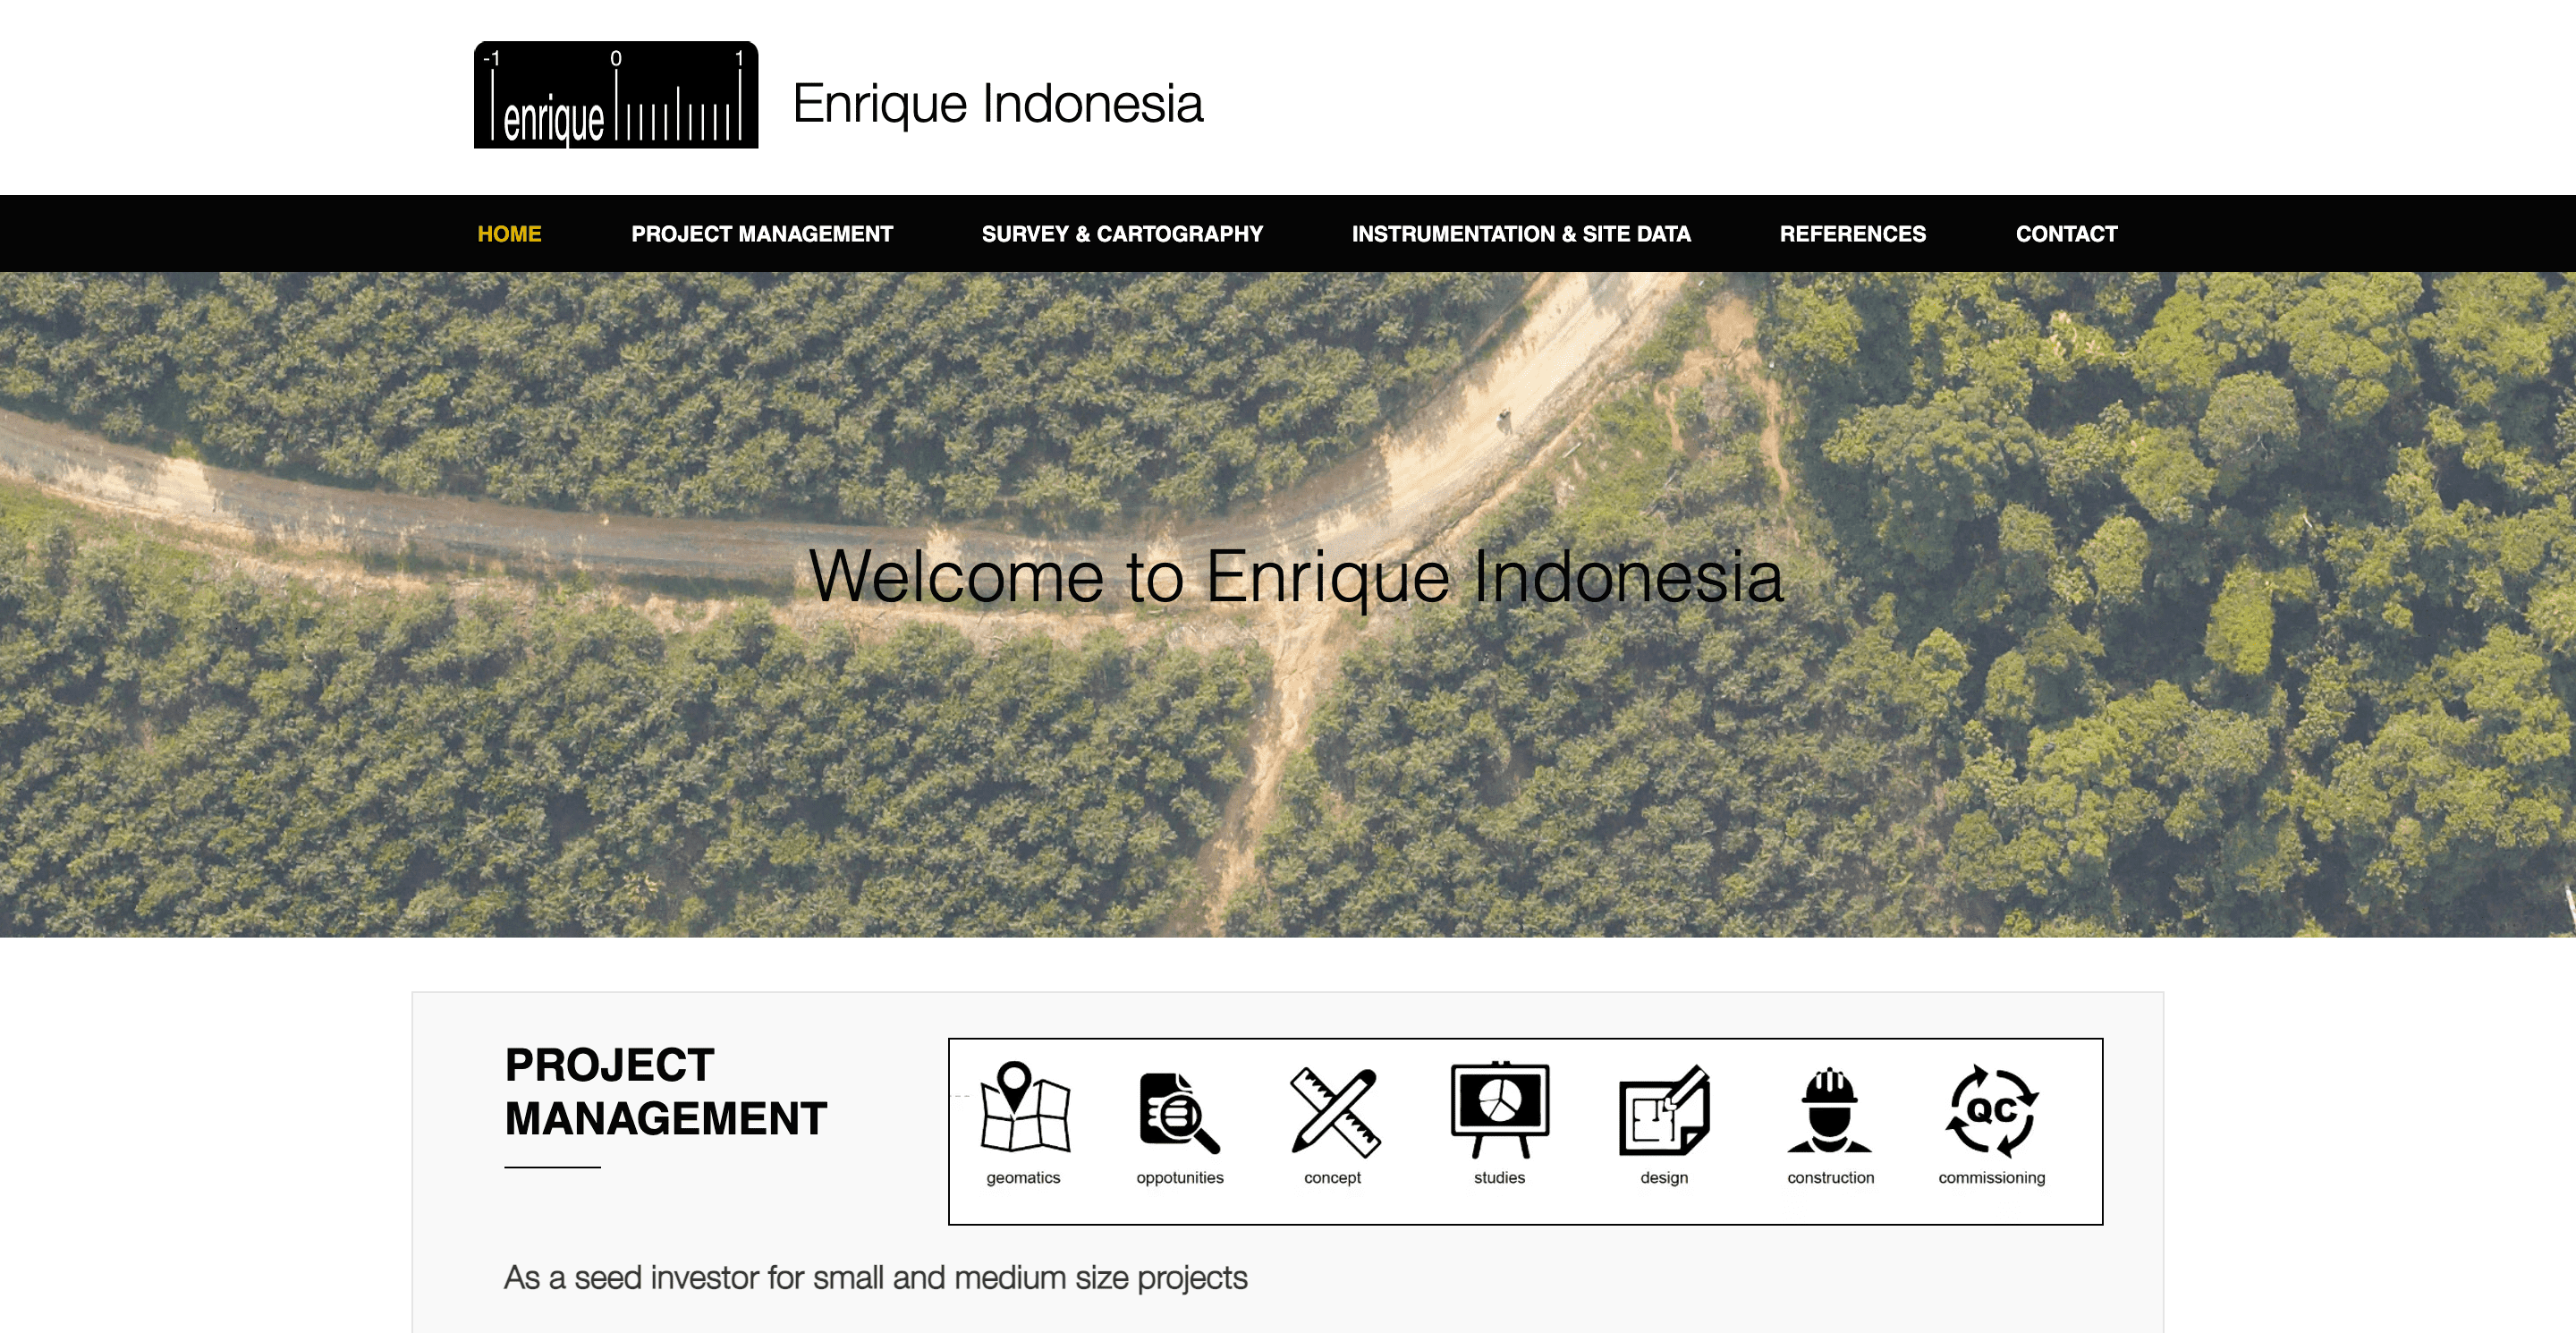 -1 0 1
enrique
Enrique Indonesia
HOME PROJECT MANAGEMENT SURVEY & CARTOGRAPHY INSTRUMENTATION & SITE DATA REFERENCES CONTACT
Welcome to Enrique Indonesia
PROJECT
MANAGEMENT
QC
geomatics oppotunities concept studies design construction commissioning
As a seed investor for small and medium size projects